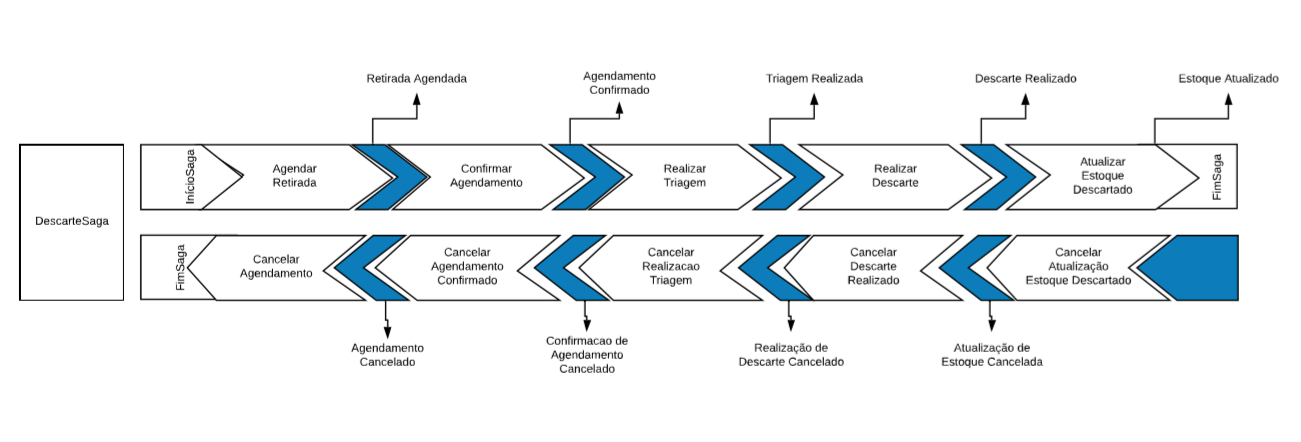 Retirada Agendada
Agendamento
Confirmado
Triagem Realizada
Descarte Realizado
Estoque Atualizado
DescarteSaga
InícioSaga
Agendar
Retirada
Confirmar
Agendamento
Realizar
Triagem
Realizar
Descarte
Atualizar
Estoque
Descartado
FimSaga
FimSaga
Cancelar
Agendamento
Cancelar
Agendamento
Confirmado
Cancelar
Realizacao
Triagem
Cancelar
Descarte
Realizado
Cancelar
Atualização
Estoque Descartado
Agendamento
Cancelado
Confirmacao de
Agendamento
Cancelado
Realização de
Descarte Cancelado
Atualização de
Estoque Cancelada